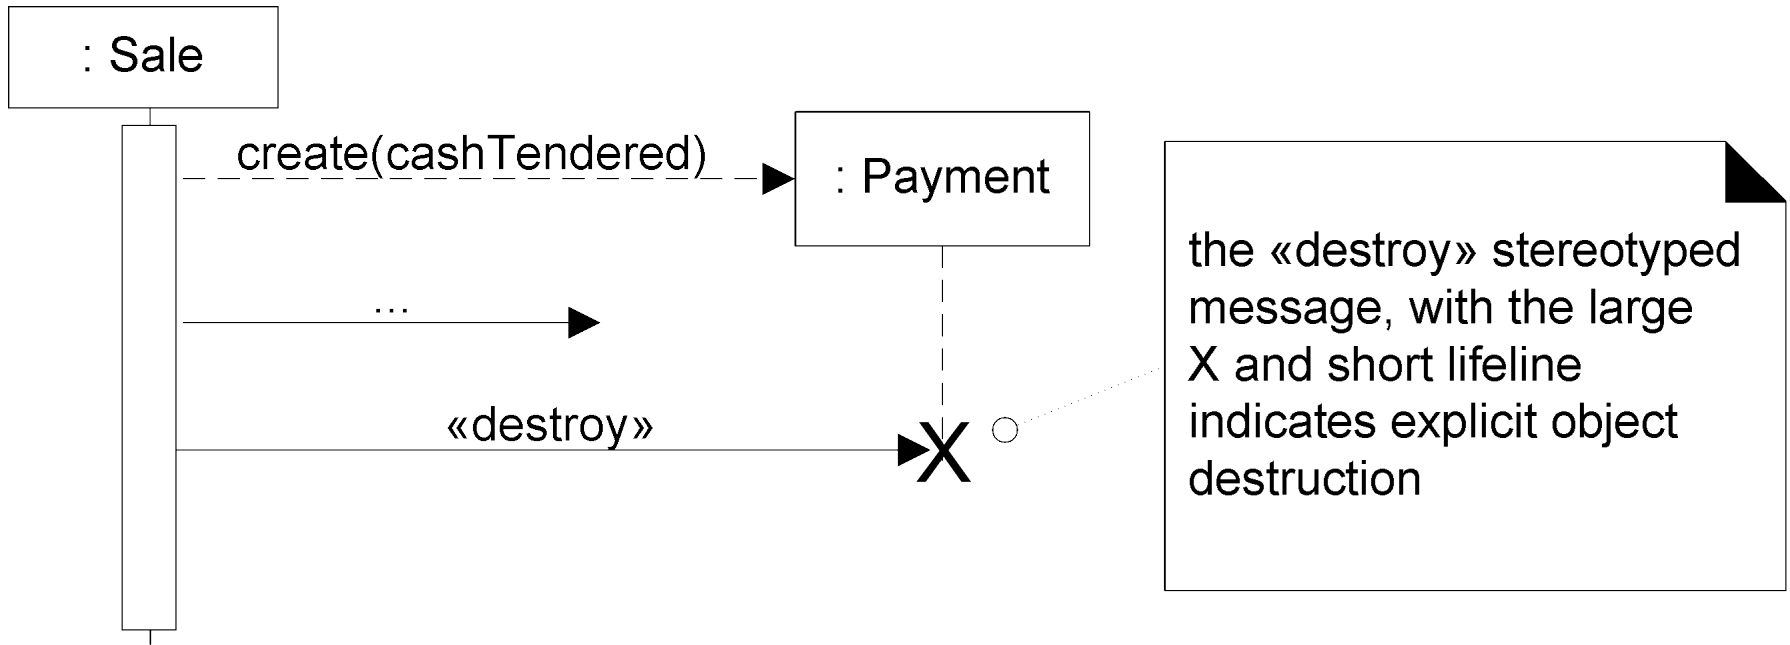 : Sale
create(cashTendered)
: Payment
...
«destroy»
X
the «destroy» stereotyped
message, with the large
X and short lifeline
indicates explicit object
destruction